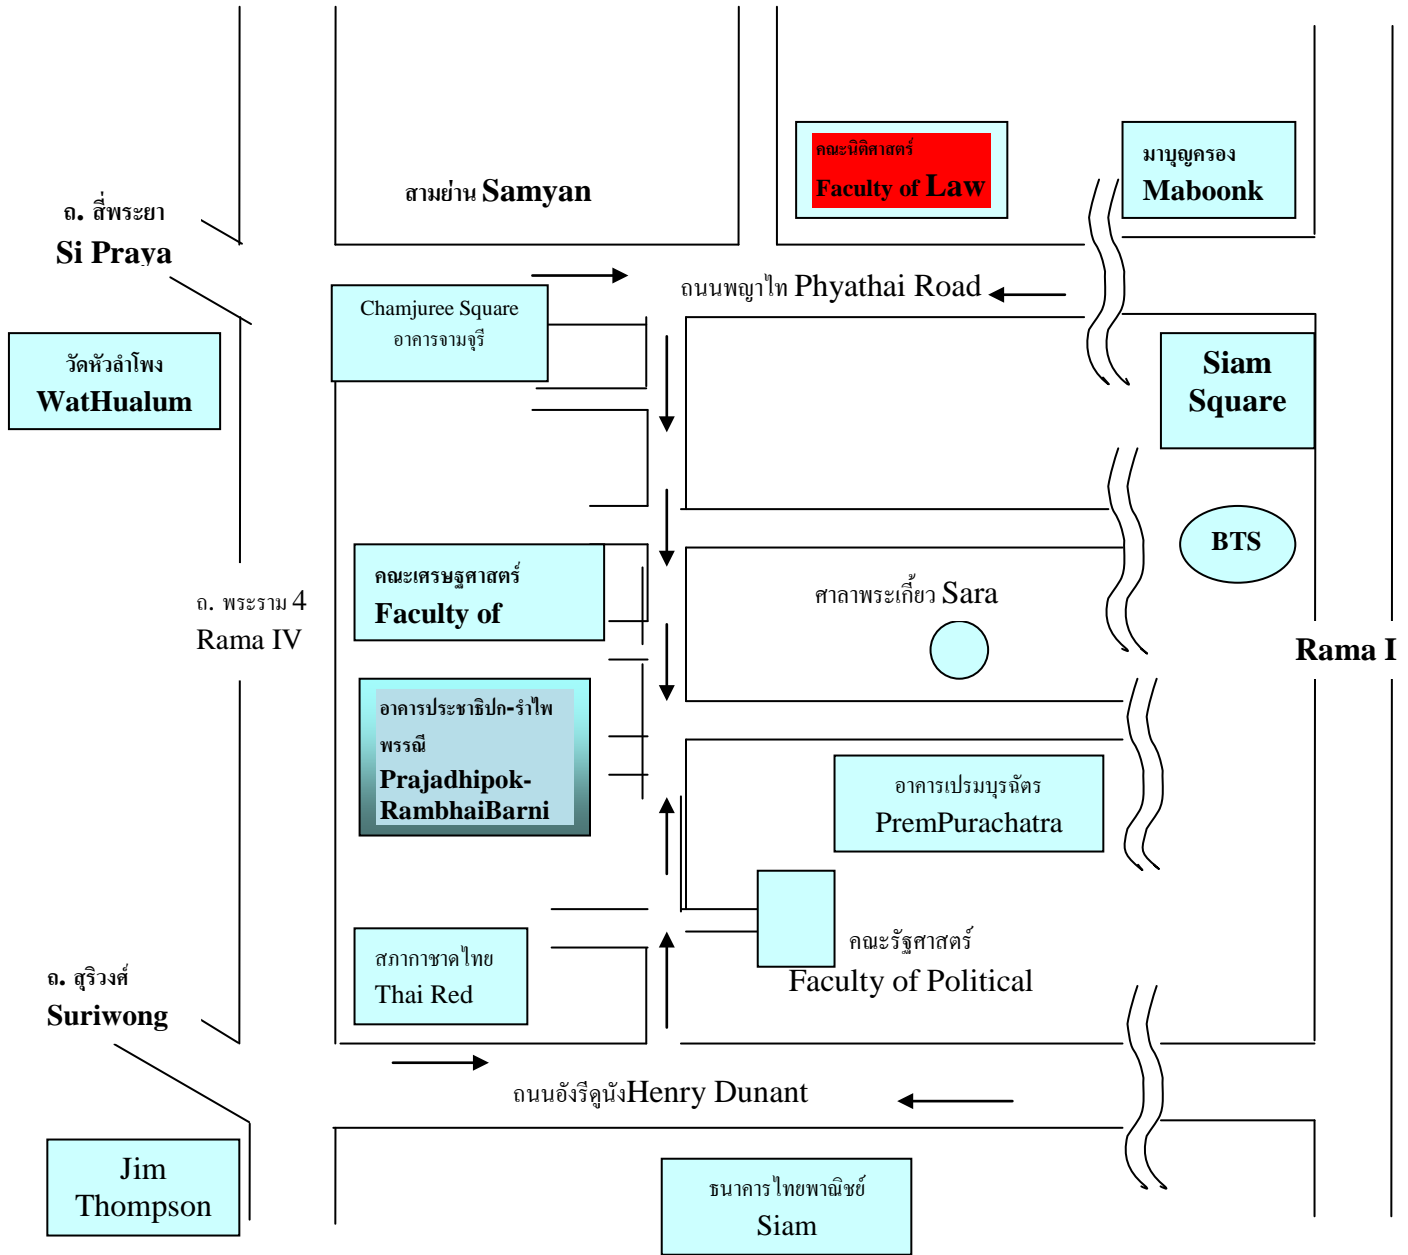 คณะนิติศาสตร์
Faculty of Law
มาบุญครอง
Maboonk
สามย่าน Samyan
ถ. สี่พระยา
Si Praya
ถนนพญาไท Phyathai Road
Chamjuree Square
อาคารจามจุรี
วัดหัวลำโพง
WatHualum
Siam
Square
BTS
คณะเศรษฐศาสตร์
Faculty of
ศาลาพระเกี้ยว Sara
ถ. พระราม 4
Rama IV
Rama I
อาคารประชาธิปก-รำไพ
พรรณี
Prajadhipok-
RambhaiBarni
อาคารเปรมบุรฉัตร
PremPurachatra
คณะรัฐศาสตร์
Faculty of Political
สภากาชาดไทย
Thai Red
ถ. สุริวงศ์
Suriwong
ถนนอังรีดูนังHenry Dunant
Jim
Thompson
ธนาคารไทยพาณิชย์
Siam